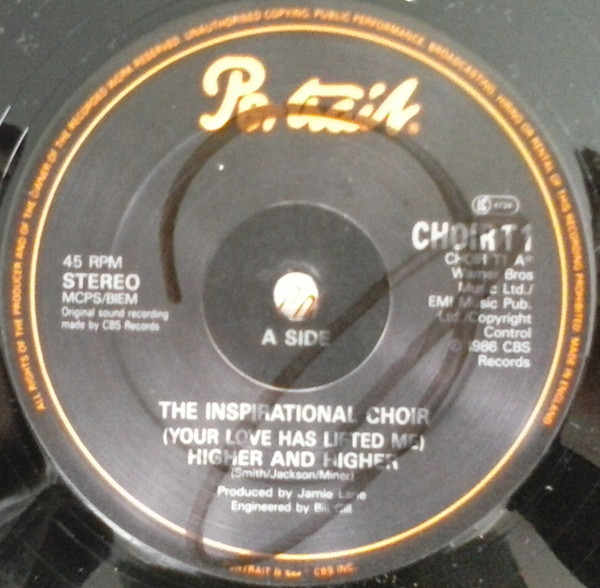 ALL RIGHTS OF THE PRODUCER AND OF THE OWNER OF THE RECORDED WORK RESERVED. UNAUTHORISED COPYING, PUBLIC PERFORMANCE, BROADCASTING, HIRING OR RENTAL OF THIS RECORDING PROHIBITED. MADE IN ENGLAND
Portrait
CHOIR T1
45 RPM
STEREO
MCPS/BIEM
Original sound recording
made by CBS Records
CHOIR T1 A
Warner Bros
Music Ltd./
EMI Music Pub.
Ltd./Copyright
Control
1986 CBS
Records
A SIDE
THE INSPIRATIONAL CHOIR
(YOUR LOVE HAS LIFTED ME)
HIGHER AND HIGHER
(Smith/Jackson/Miner)
Produced by Jamie Lane
Engineered by Bill Gill
CBS INC.